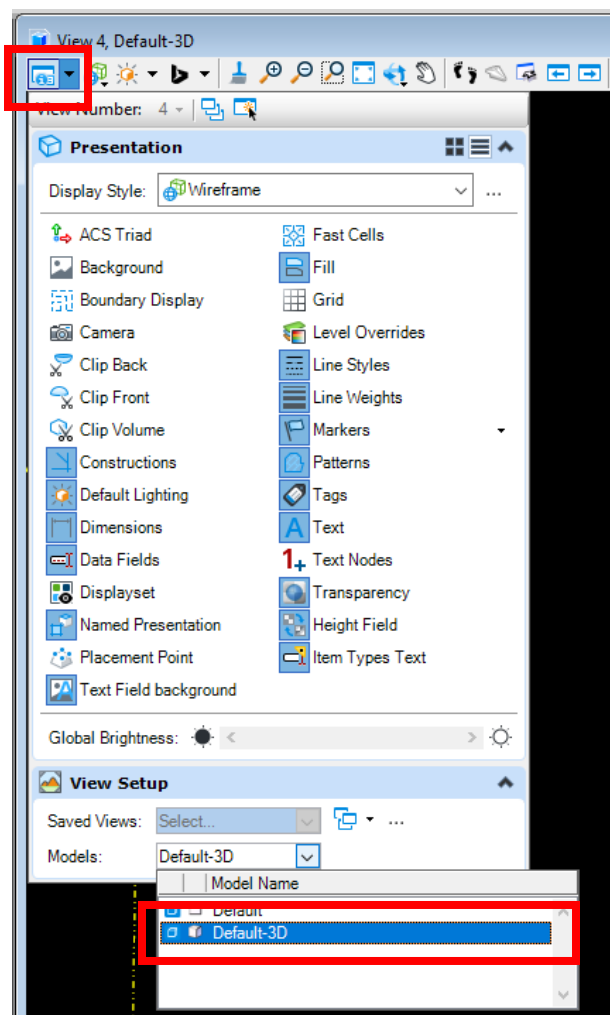 View 4, Default-3D
View Number: 4
Presentation
Display Style: Wireframe ...
ACS Triad Fast Cells
Background Fill
Boundary Display Grid
Camera Level Overrides
Clip Back Line Styles
Clip Front Line Weights
Clip Volume Markers
Constructions Patterns
Default Lighting Tags
Dimensions Text
Data Fields Text Nodes
Displayset Transparency
Named Presentation Height Field
Placement Point Item Types Text
Text Field background
Global Brightness:
View Setup
Saved Views: Select... ...
Models: Default-3D
Model Name
Default
Default-3D